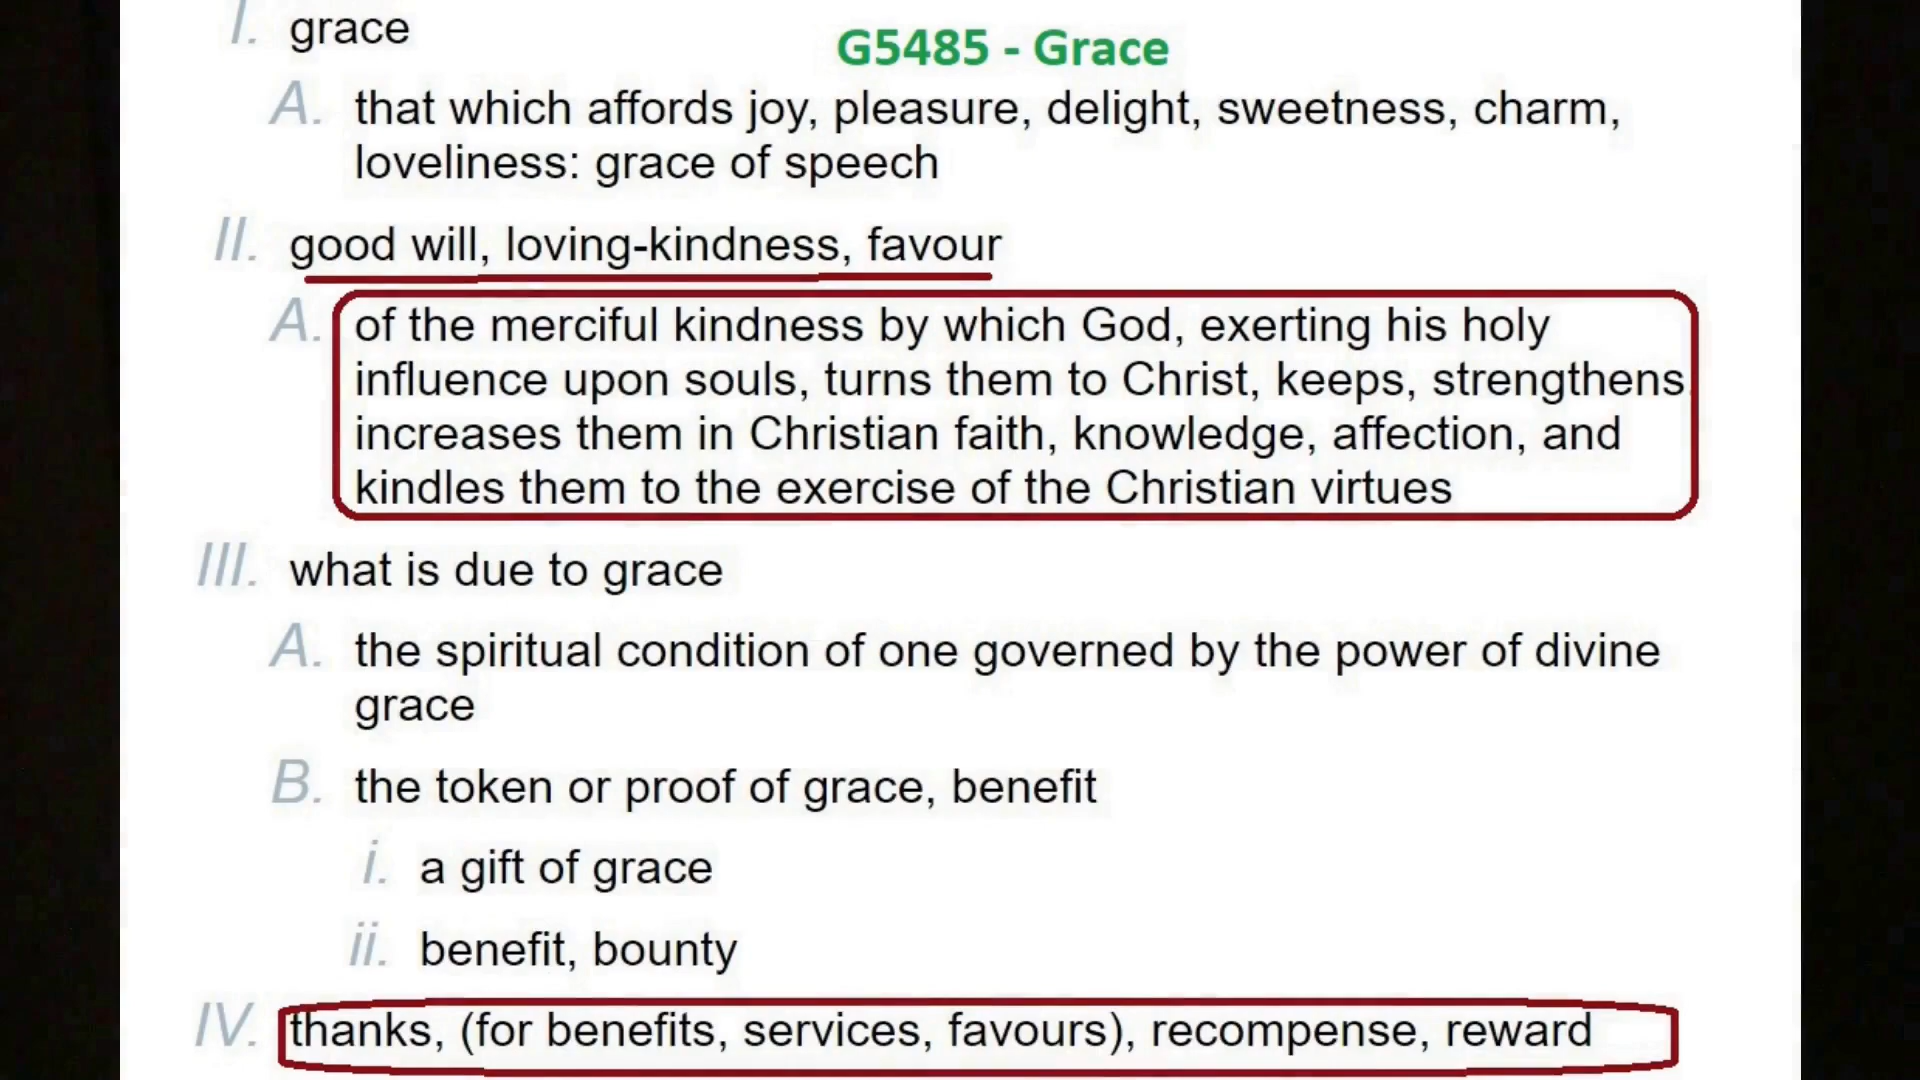 I. grace
G5485 - Grace
A. that which affords joy, pleasure, delight, sweetness, charm,
loveliness: grace of speech
II. good will, loving-kindness, favour
A. of the merciful kindness by which God, exerting his holy
influence upon souls, turns them to Christ, keeps, strengthens,
increases them in Christian faith, knowledge, affection, and
kindles them to the exercise of the Christian virtues
III. what is due to grace
A. the spiritual condition of one governed by the power of divine
grace
B. the token or proof of grace, benefit
i. a gift of grace
ii. benefit, bounty
IV. thanks, (for benefits, services, favours), recompense, reward